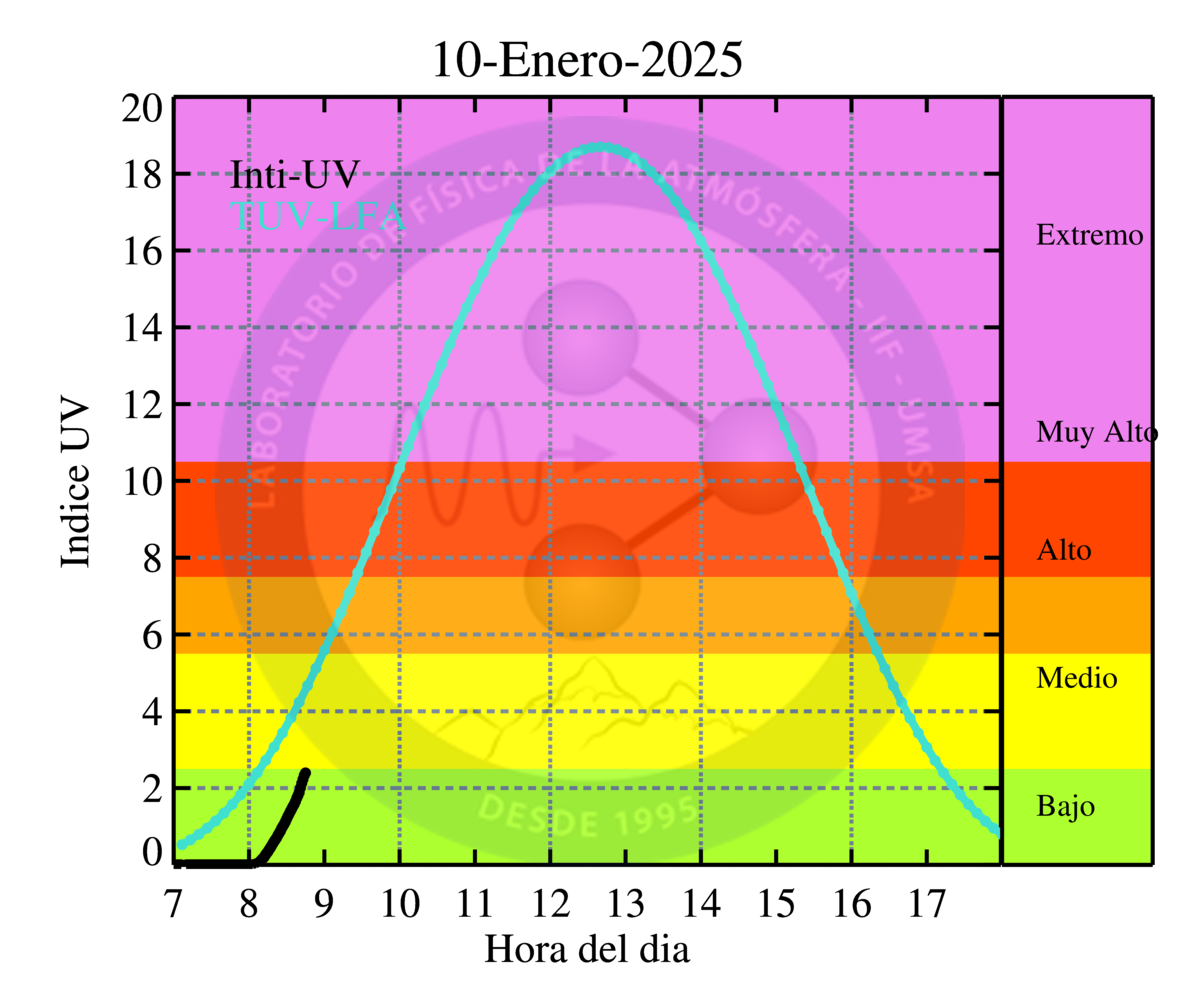 10-Enero-2025
Indice UV
20
18
16
14
12
10
8
6
4
2
0
Inti-UV
TUV-LFA
LABORATORIO DE FÍSICA DE LA ATMÓSFERA - IIF - UMSA
DESDE 1995
Extremo
Muy Alto
Alto
Medio
Bajo
7 8 9 10 11 12 13 14 15 16 17
Hora del dia